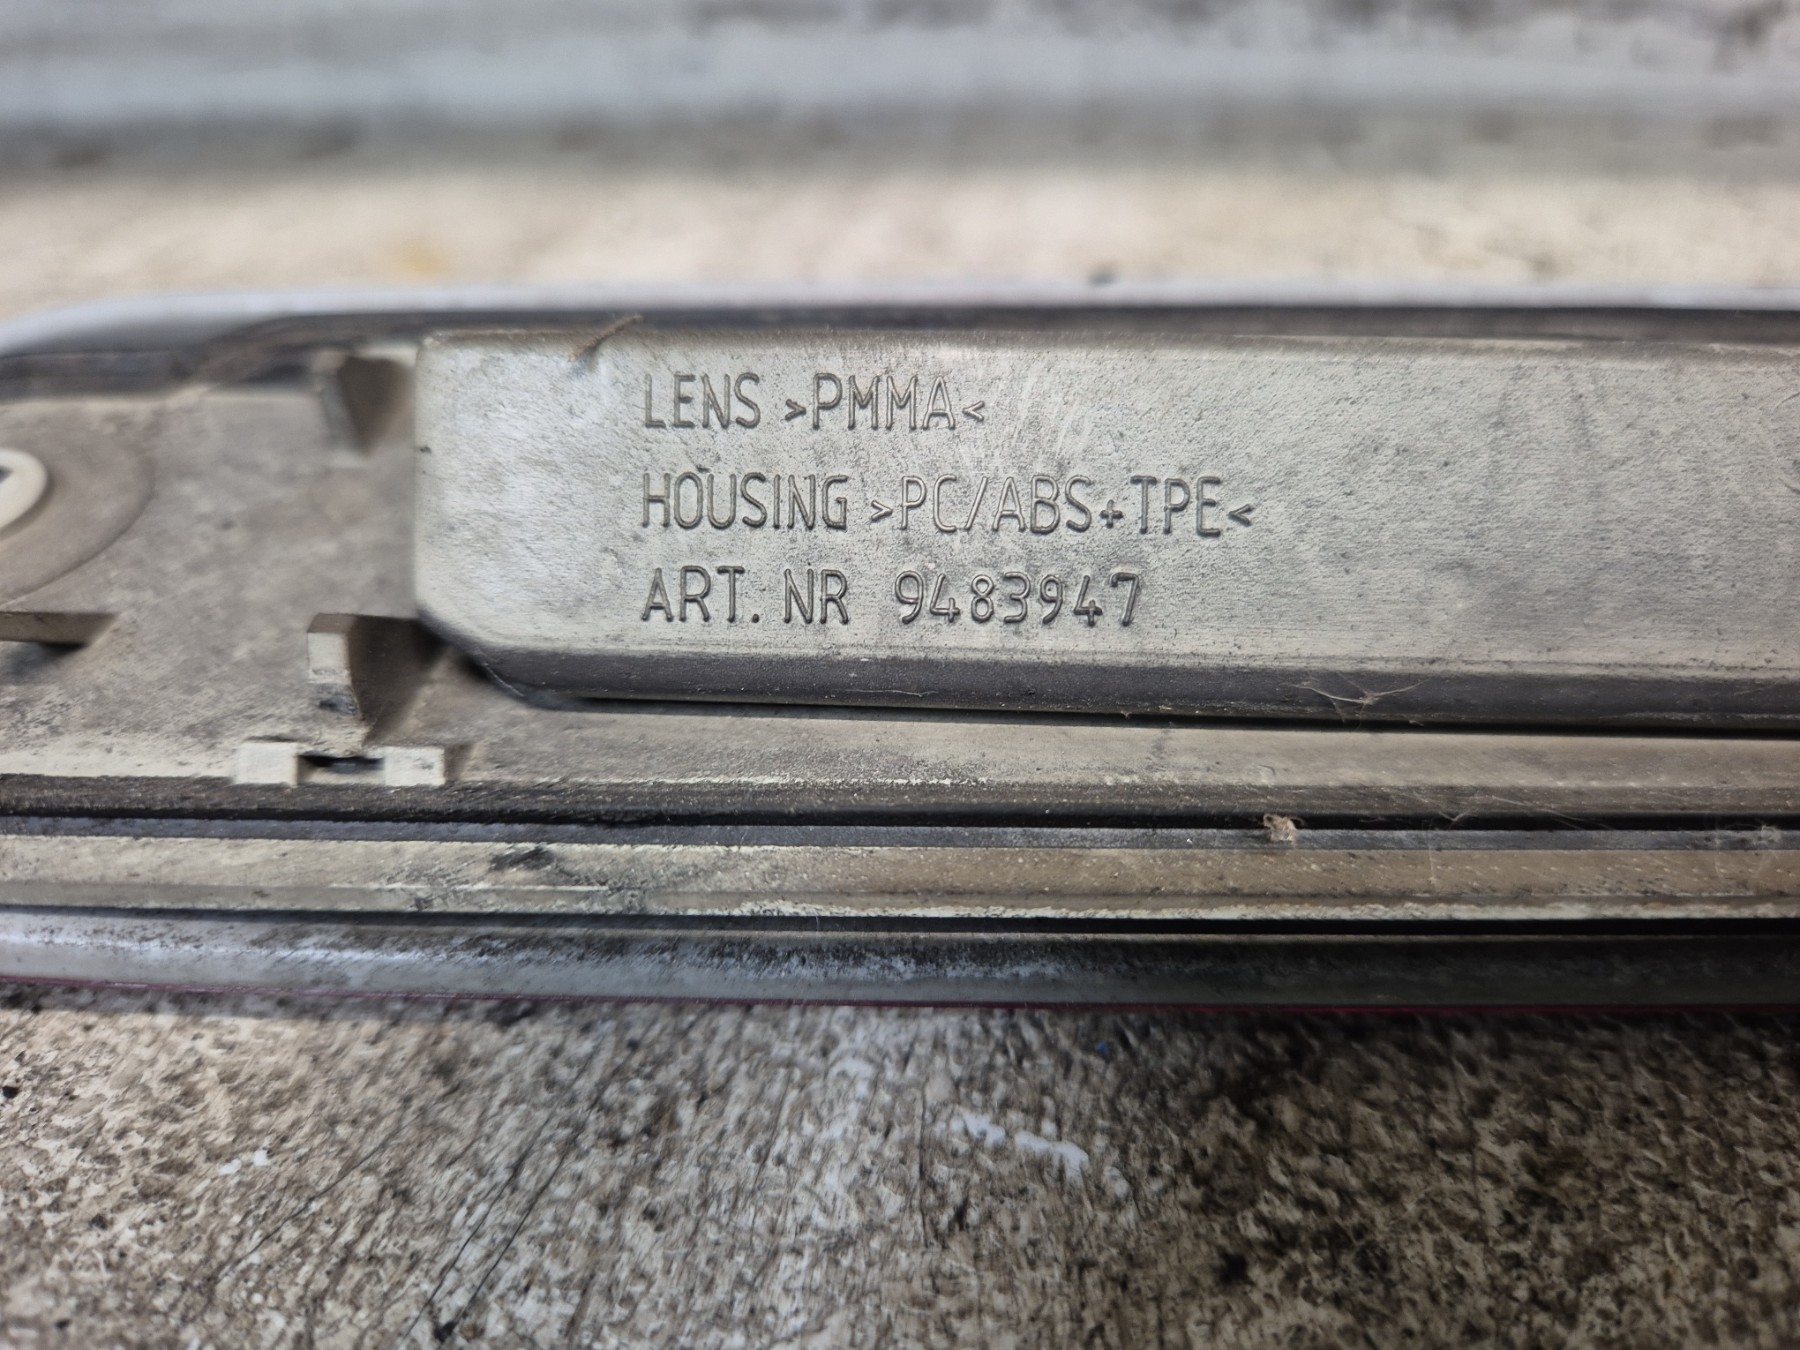 LENS >PMMA<
HOUSING >PC/ABS+TPE<
ART. NR 9483947